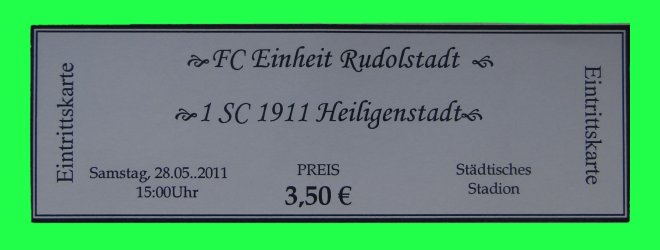 Eintrittskarte
FC Einheit Rudolstadt
1 SC 1911 Heiligenstadt
Samstag, 28.05..2011
15:00Uhr
PREIS
3,50 €
Städtisches
Stadion
Eintrittskarte